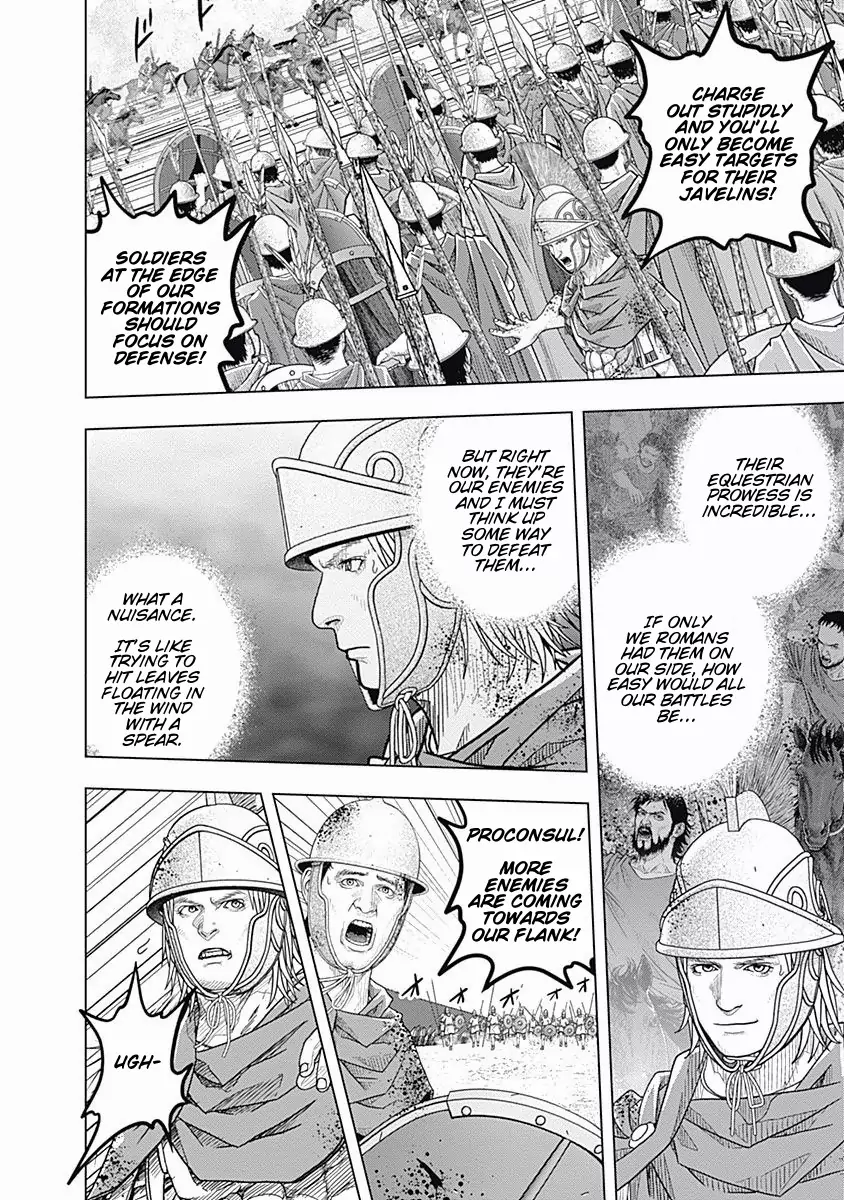 CHARGE
OUT STUPIDLY
AND YOU'LL
ONLY BECOME
EASY TARGETS
FOR THEIR
JAVELINS!
SOLDIERS
AT THE EDGE
OF OUR
FORMATIONS
SHOULD
FOCUS ON
DEFENSE!
THEIR
EQUESTRIAN
PROWESS IS
INCREDIBLE...
IF ONLY
WE ROMANS
HAD THEM ON
OUR SIDE, HOW
EASY WOULD ALL
OUR BATTLES
BE...
BUT RIGHT
NOW, THEY'RE
OUR ENEMIES
AND I MUST
THINK UP
SOME WAY
TO DEFEAT
THEM...
WHAT A
NUISANCE.
IT'S LIKE
TRYING TO
HIT LEAVES
FLOATING IN
THE WIND
WITH A
SPEAR.
PROCONSUL!
MORE
ENEMIES
ARE COMING
TOWARDS
OUR FLANK!
UGH-